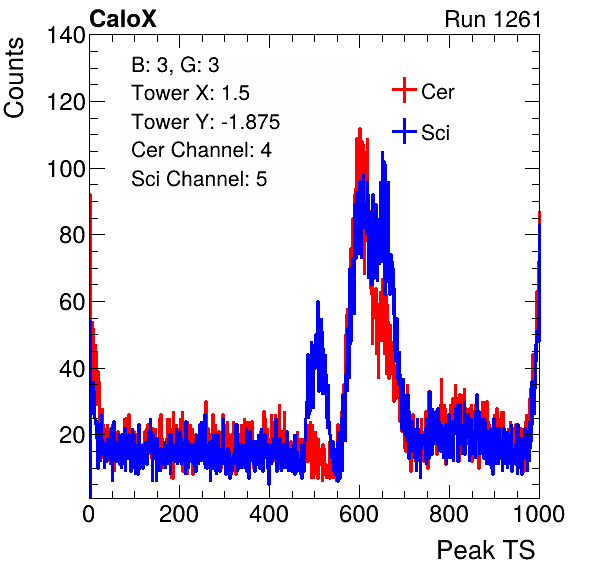 CaloX Run 1261
Counts
140
120
100
80
60
40
20
B: 3, G: 3
Tower X: 1.5
Tower Y: -1.875
Cer Channel: 4
Sci Channel: 5
Cer
Sci
0 200 400 600 800 1000
Peak TS